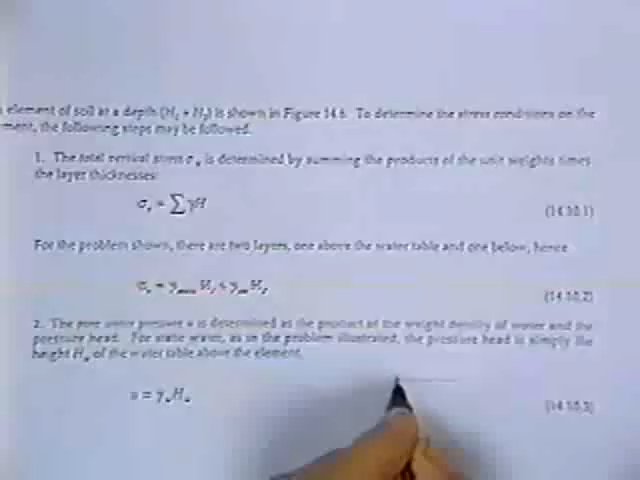 element of soil at a depth (H₁ + H₂) is shown in Figure 14.6. To determine the stress conditions on the
ment, the following steps may be followed.
1. The total vertical stress σᵥ is determined by summing the products of the unit weights times
the layer thicknesses:
σᵥ = ∑ γH
(14.10.1)
For the problem shown, there are two layers, one above the water table and one below, hence
(14.10.2)
2. The pore water pressure u is determined as the product of the weight density of water and the
pressure head. For static water, as in the problem illustrated, the pressure head is simply the
height Hw of the water table above the element.
u = γw Hw
(14.10.3)